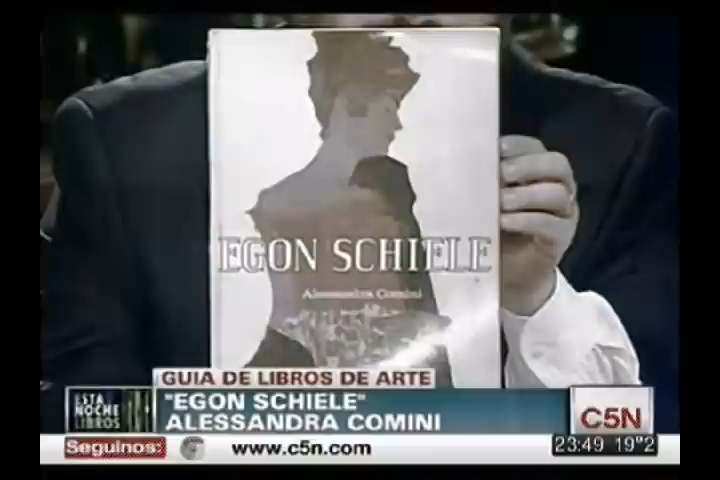 EGON SCHIELE
Alessandra Comini
GUIA DE LIBROS DE ARTE
ESTA
NOCHE
LIBROS
"EGON SCHIELE"
ALESSANDRA COMINI
C5N
Seguinos:
www.c5n.com
23:49 19°2